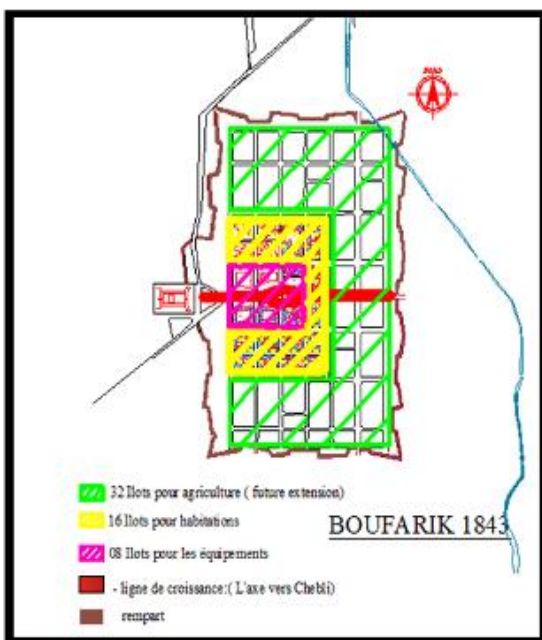 32 Ilots pour agriculture ( future extension)
16 Ilots pour habitations
BOUFARIK 1843
08 Ilots pour les équipements
- ligne de croissance:( L'axe vers Chebli)
rempart